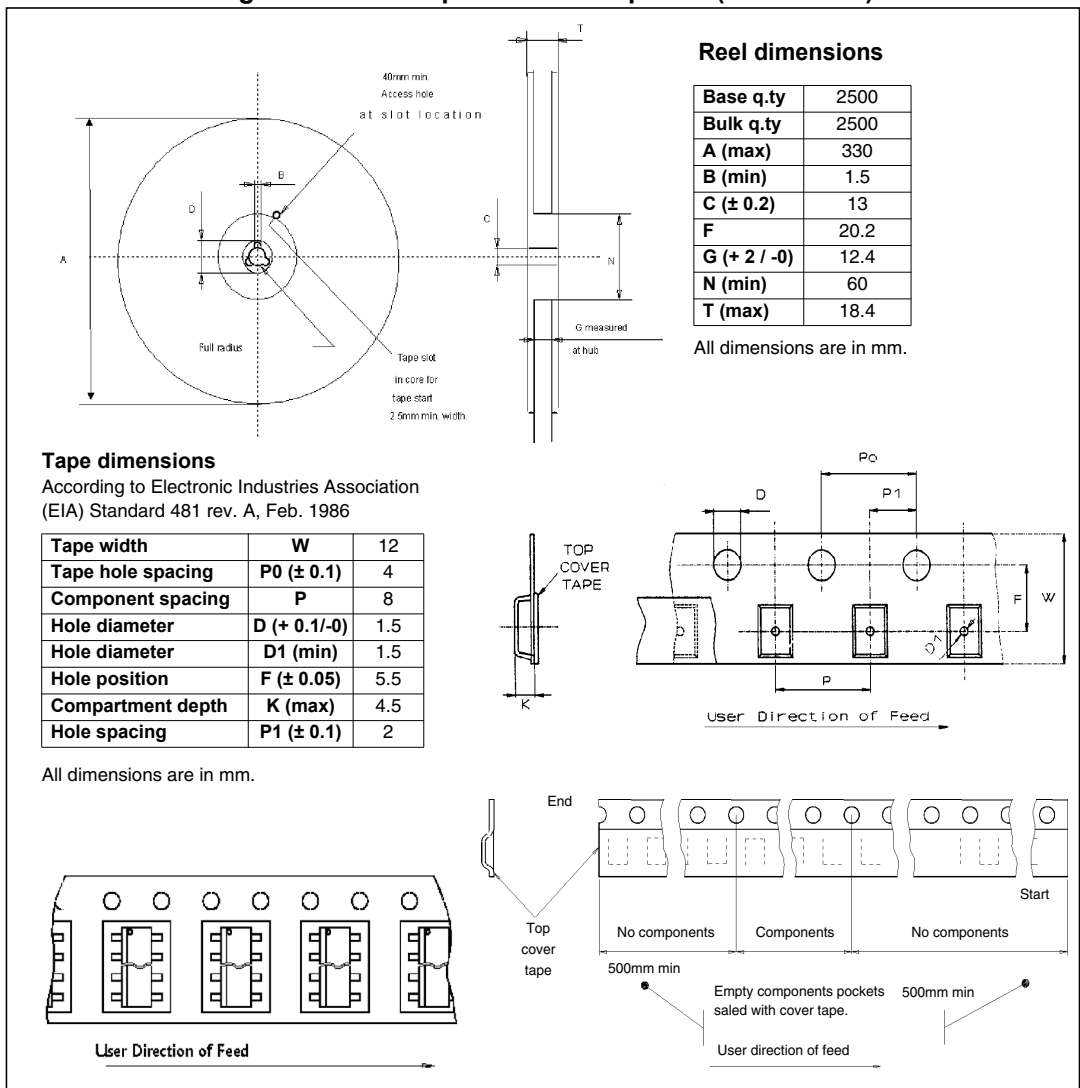 Reel dimensions
Base q.ty 2500
Bulk q.ty 2500
A (max) 330
B (min) 1.5
C (± 0.2) 13
F 20.2
G (+ 2 / -0) 12.4
N (min) 60
T (max) 18.4
All dimensions are in mm.
T
40mm min.
Access hole
at slot location
B
D
A
C
N
Full radius
Tape slot
in core for
tape start
2.5mm min. width.
G measured
at hub
Tape dimensions
According to Electronic Industries Association
(EIA) Standard 481 rev. A, Feb. 1986
Tape width W 12
Tape hole spacing P0 (± 0.1) 4
Component spacing P 8
Hole diameter D (+ 0.1/-0) 1.5
Hole diameter D1 (min) 1.5
Hole position F (± 0.05) 5.5
Compartment depth K (max) 4.5
Hole spacing P1 (± 0.1) 2
All dimensions are in mm.
TOP
COVER
TAPE
K
Po
D
P1
F
W
D1
P
User Direction of Feed
End
Start
Top
cover
tape
No components
Components
No components
500mm min
Empty components pockets
saled with cover tape.
500mm min
User direction of feed
User Direction of Feed